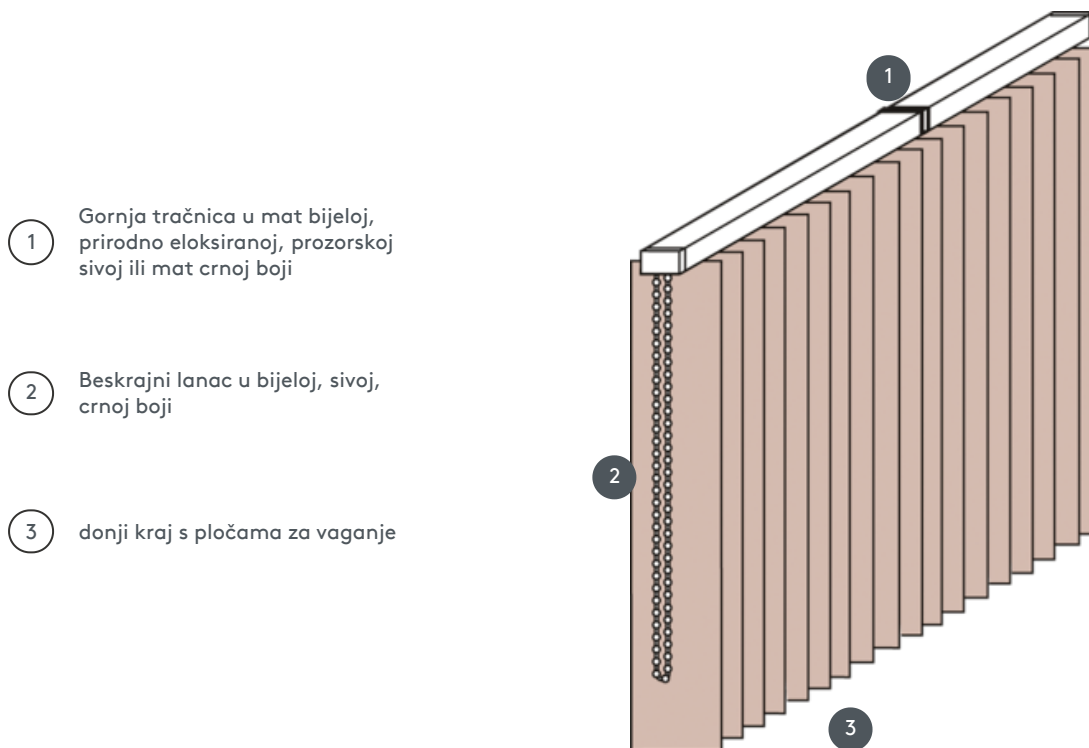 1
Gornja tračnica u mat bijeloj,
prirodno eloksiranoj, prozorskoj
sivoj ili mat crnoj boji
2
Beskrajni lanac u bijeloj, sivoj,
crnoj boji
3
donji kraj s pločama za vaganje
1
2
3